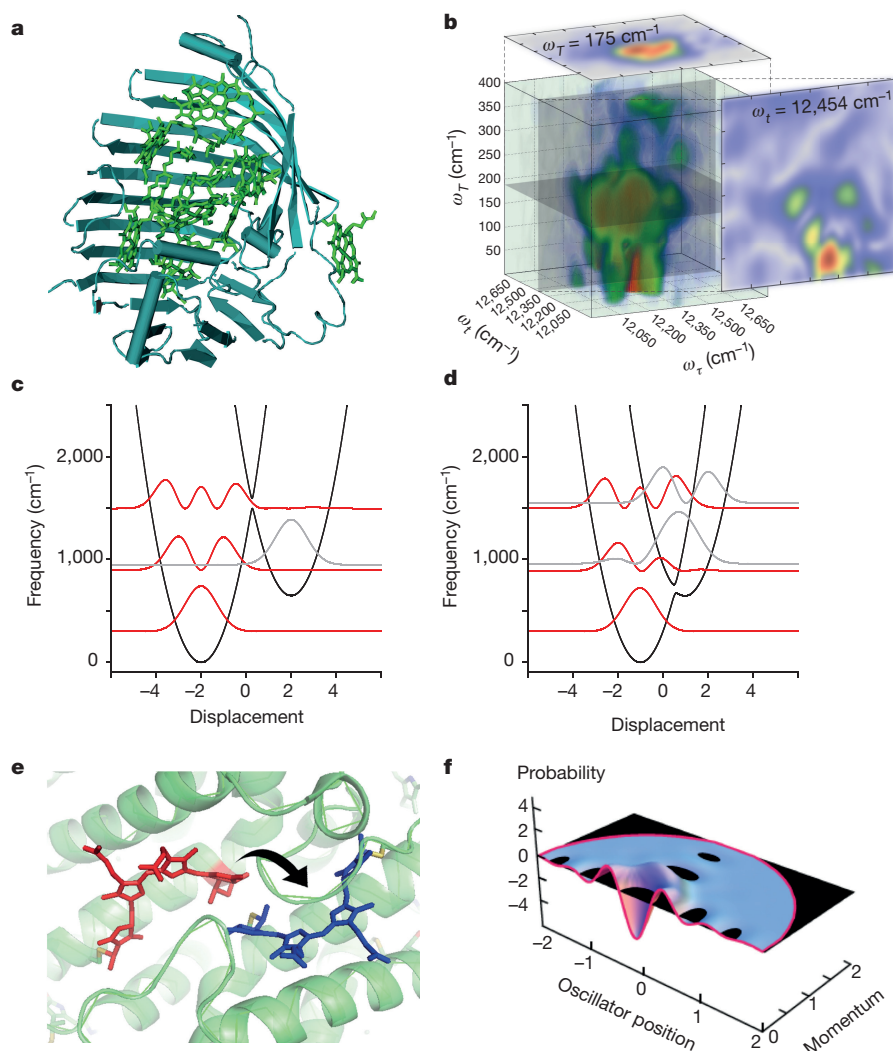 a
b
ω_T = 175 cm⁻¹
ω_t = 12,454 cm⁻¹
400
350
300
250
200
150
100
50
ω_T (cm⁻¹)
12,650
12,500
12,350
12,200
12,050
ω_t (cm⁻¹)
12,050
12,200
12,350
12,500
12,650
ω_τ (cm⁻¹)
c
2,000
1,000
0
Frequency (cm⁻¹)
–4 –2 0 2 4
Displacement
d
2,000
1,000
0
Frequency (cm⁻¹)
–4 –2 0 2 4
Displacement
e
f
Probability
4
2
0
–2
–4
–2
–1
0
1
2
Oscillator position
0
1
2
Momentum